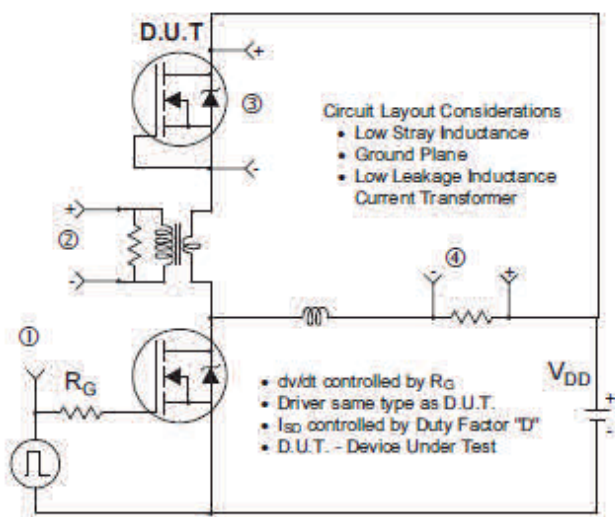 D.U.T
+
③
-
Circuit Layout Considerations
• Low Stray Inductance
• Ground Plane
• Low Leakage Inductance
Current Transformer
+
②
-
④
-
+
①
RG
VDD
+
-
• dv/dt controlled by RG
• Driver same type as D.U.T.
• ISD controlled by Duty Factor "D"
• D.U.T. - Device Under Test